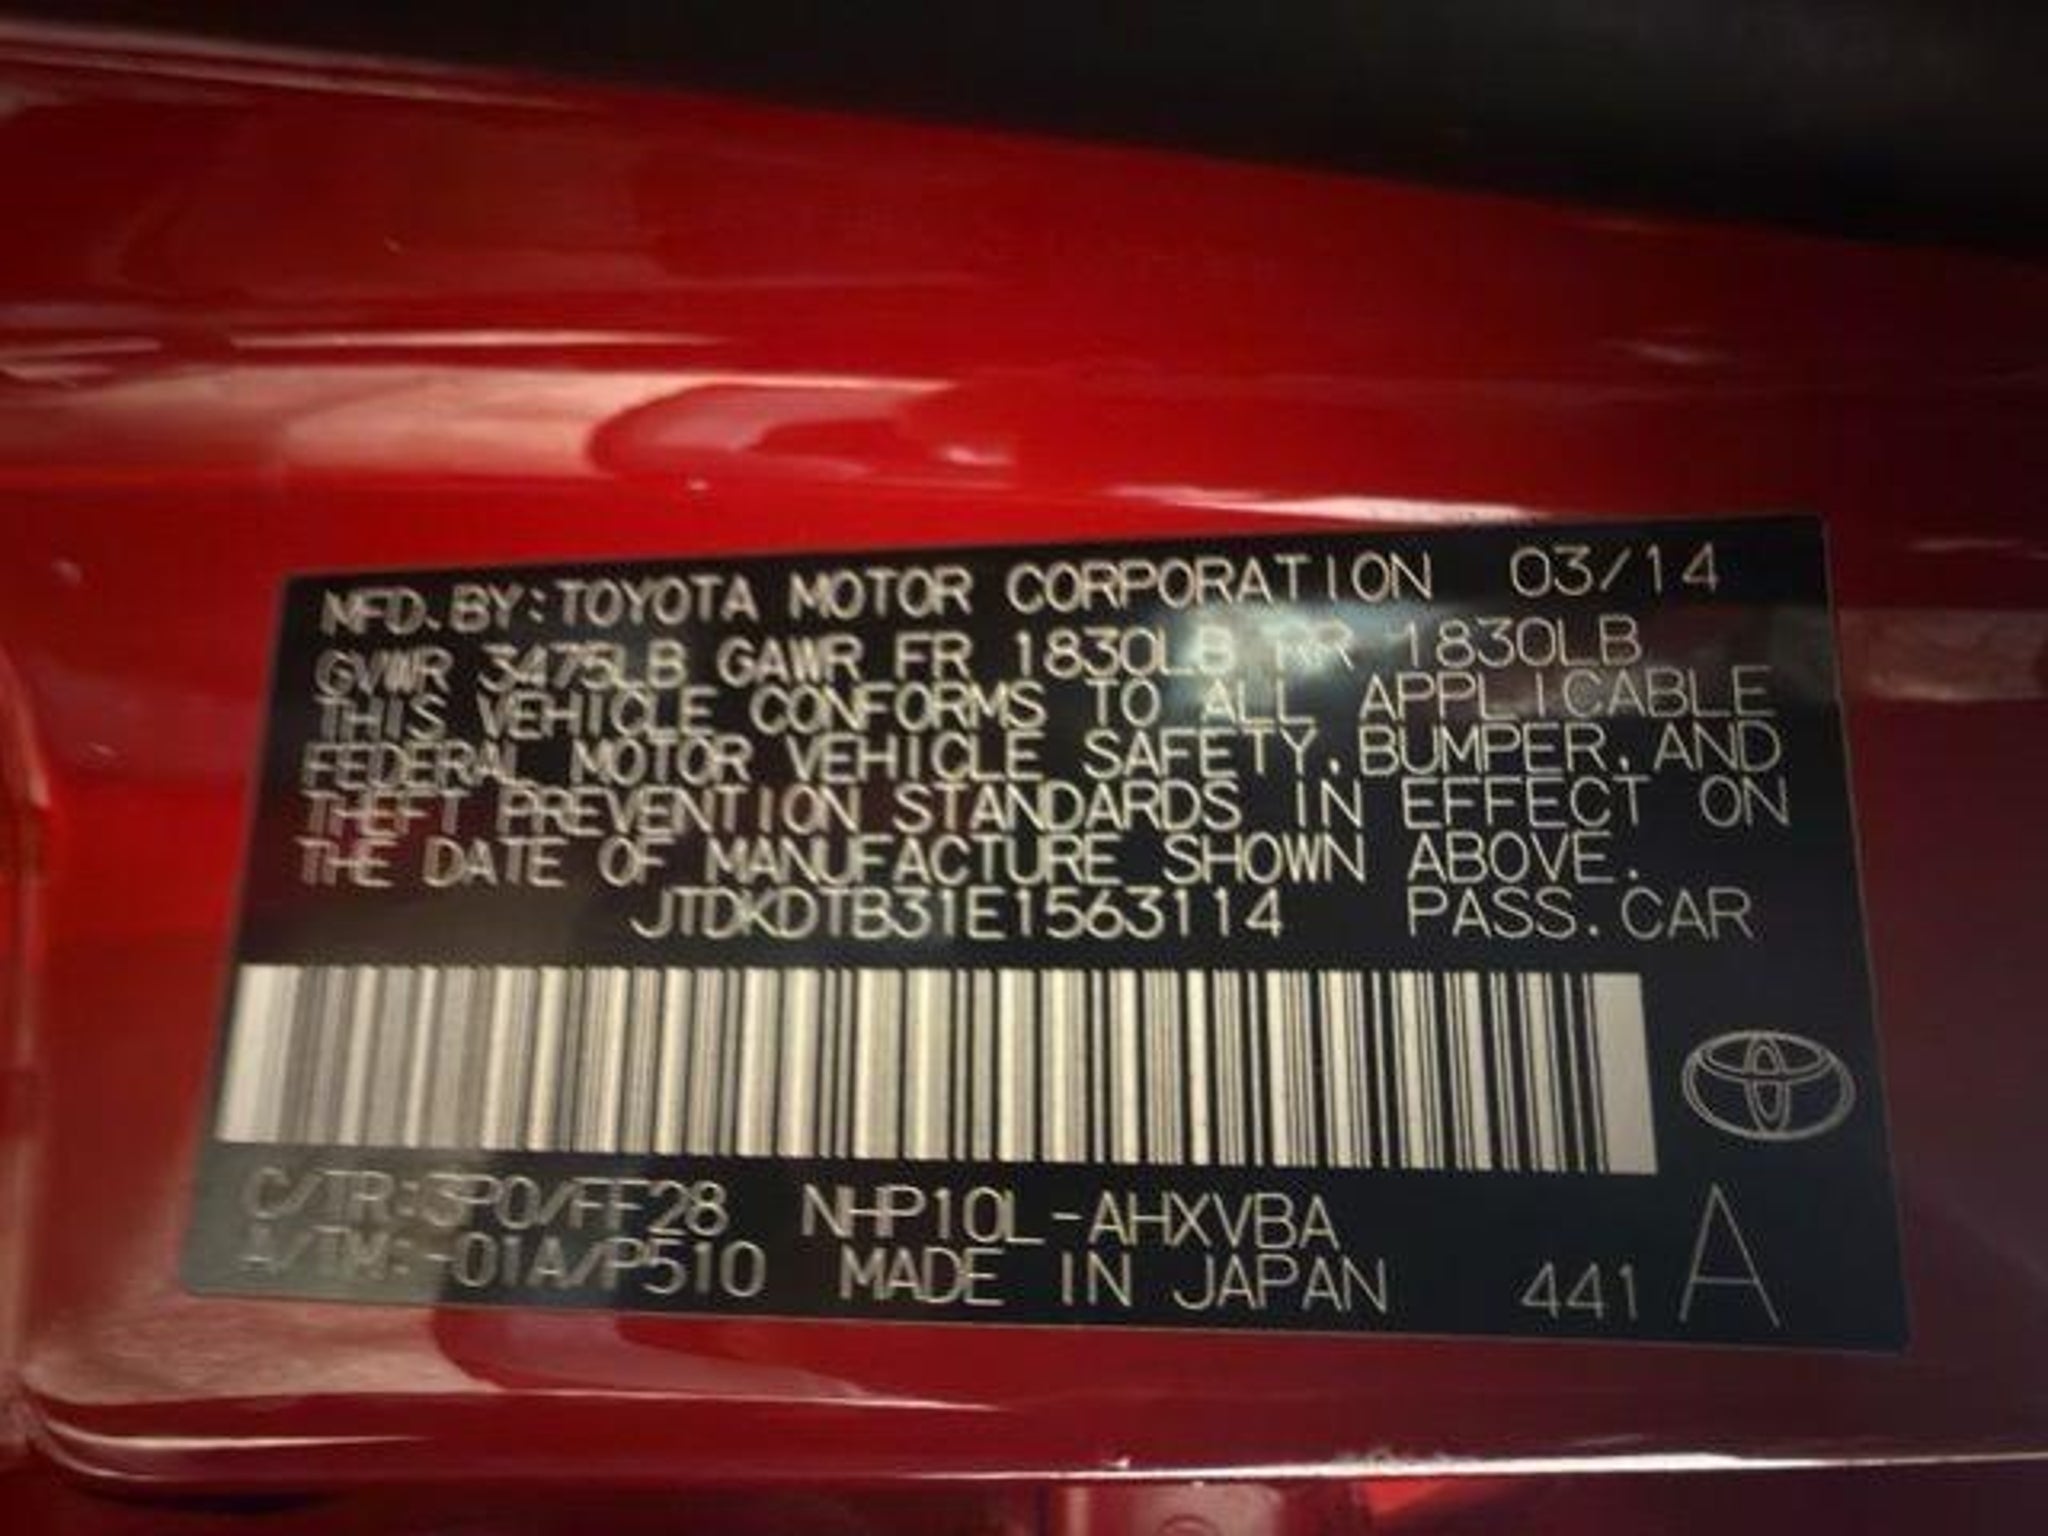 MFD.BY:TOYOTA MOTOR CORPORATION 03/14
GVWR 3475LB GAWR FR 1830LB RR 1830LB
THIS VEHICLE CONFORMS TO ALL APPLICABLE
FEDERAL MOTOR VEHICLE SAFETY,BUMPER,AND
THEFT PREVENTION STANDARDS IN EFFECT ON
THE DATE OF MANUFACTURE SHOWN ABOVE.
JTDKDTB31E1563114 PASS.CAR
C/TR:3P0/FF28 NHP10L-AHXVBA
A/TM:-01A/P510 MADE IN JAPAN 441 A